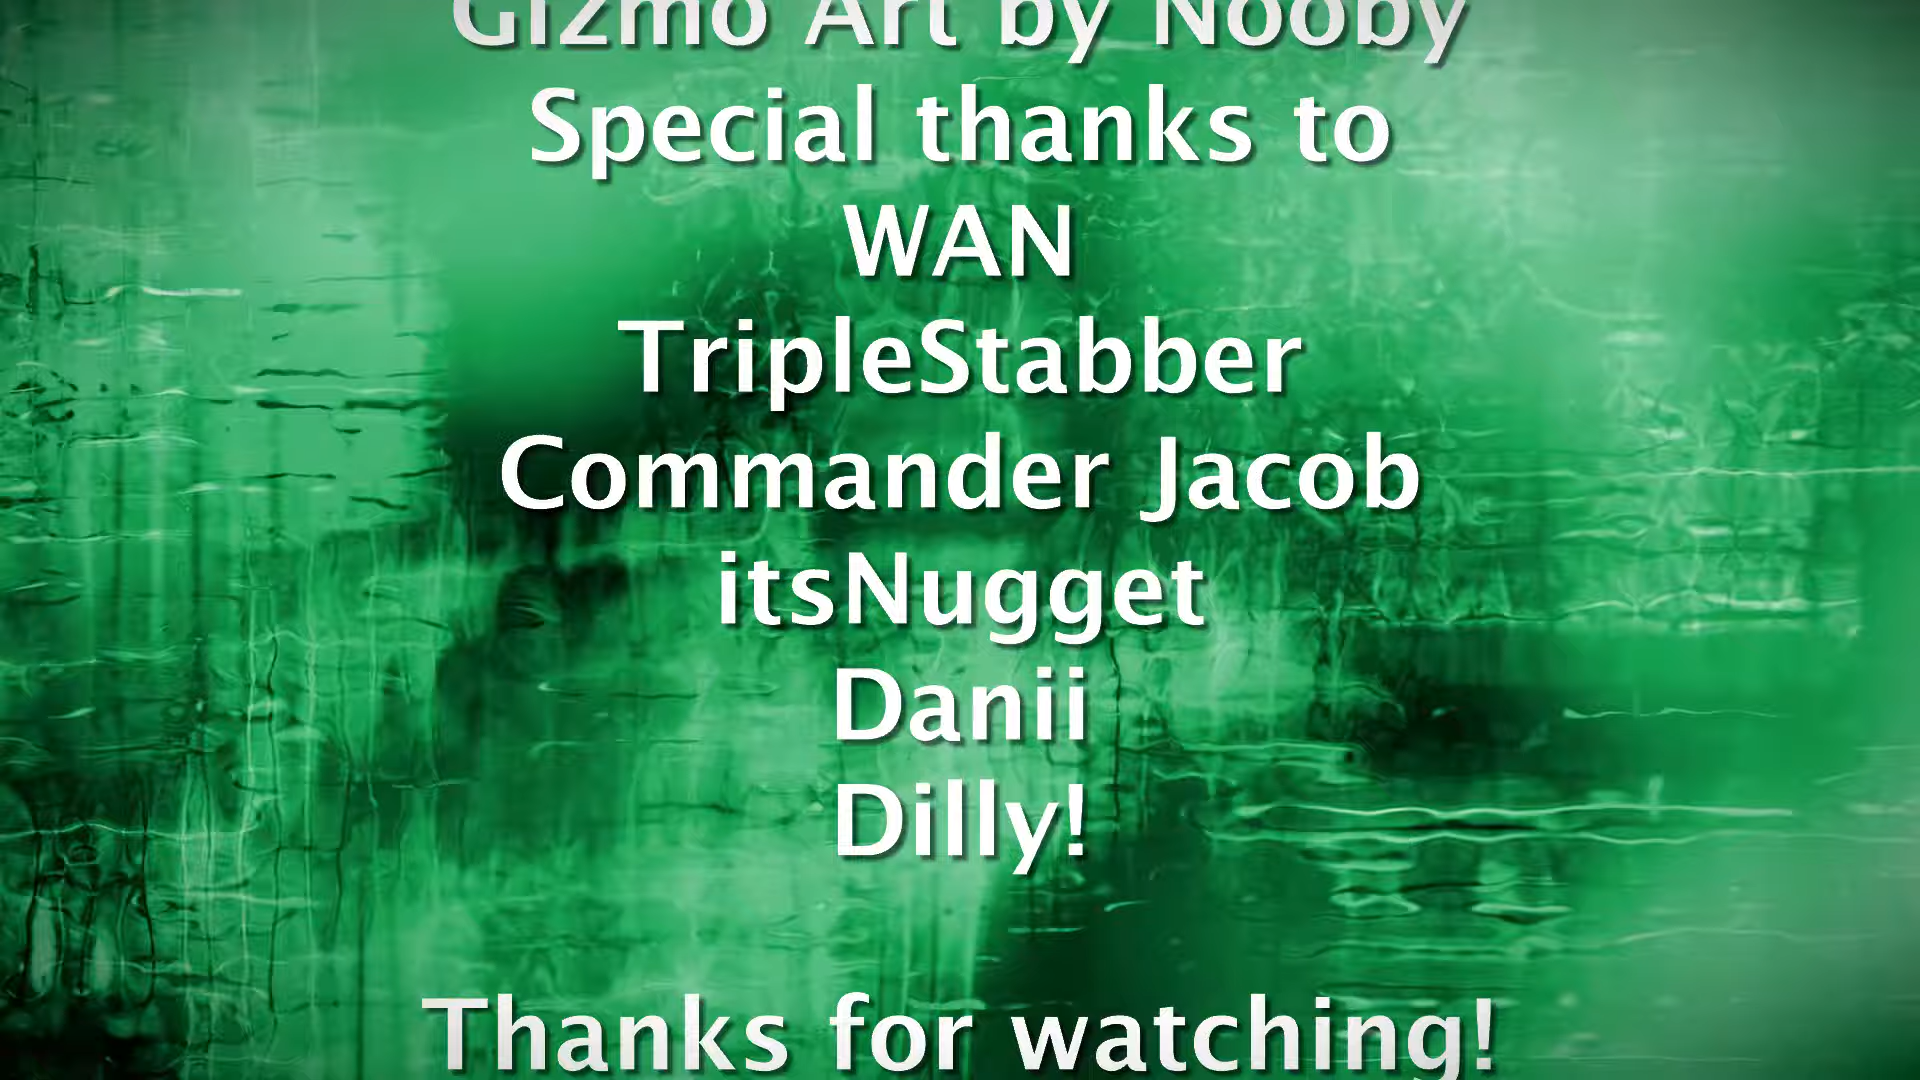 Gizmo Art by Nooby
Special thanks to
WAN
TripleStabber
Commander Jacob
itsNugget
Danii
Dilly!
Thanks for watching!